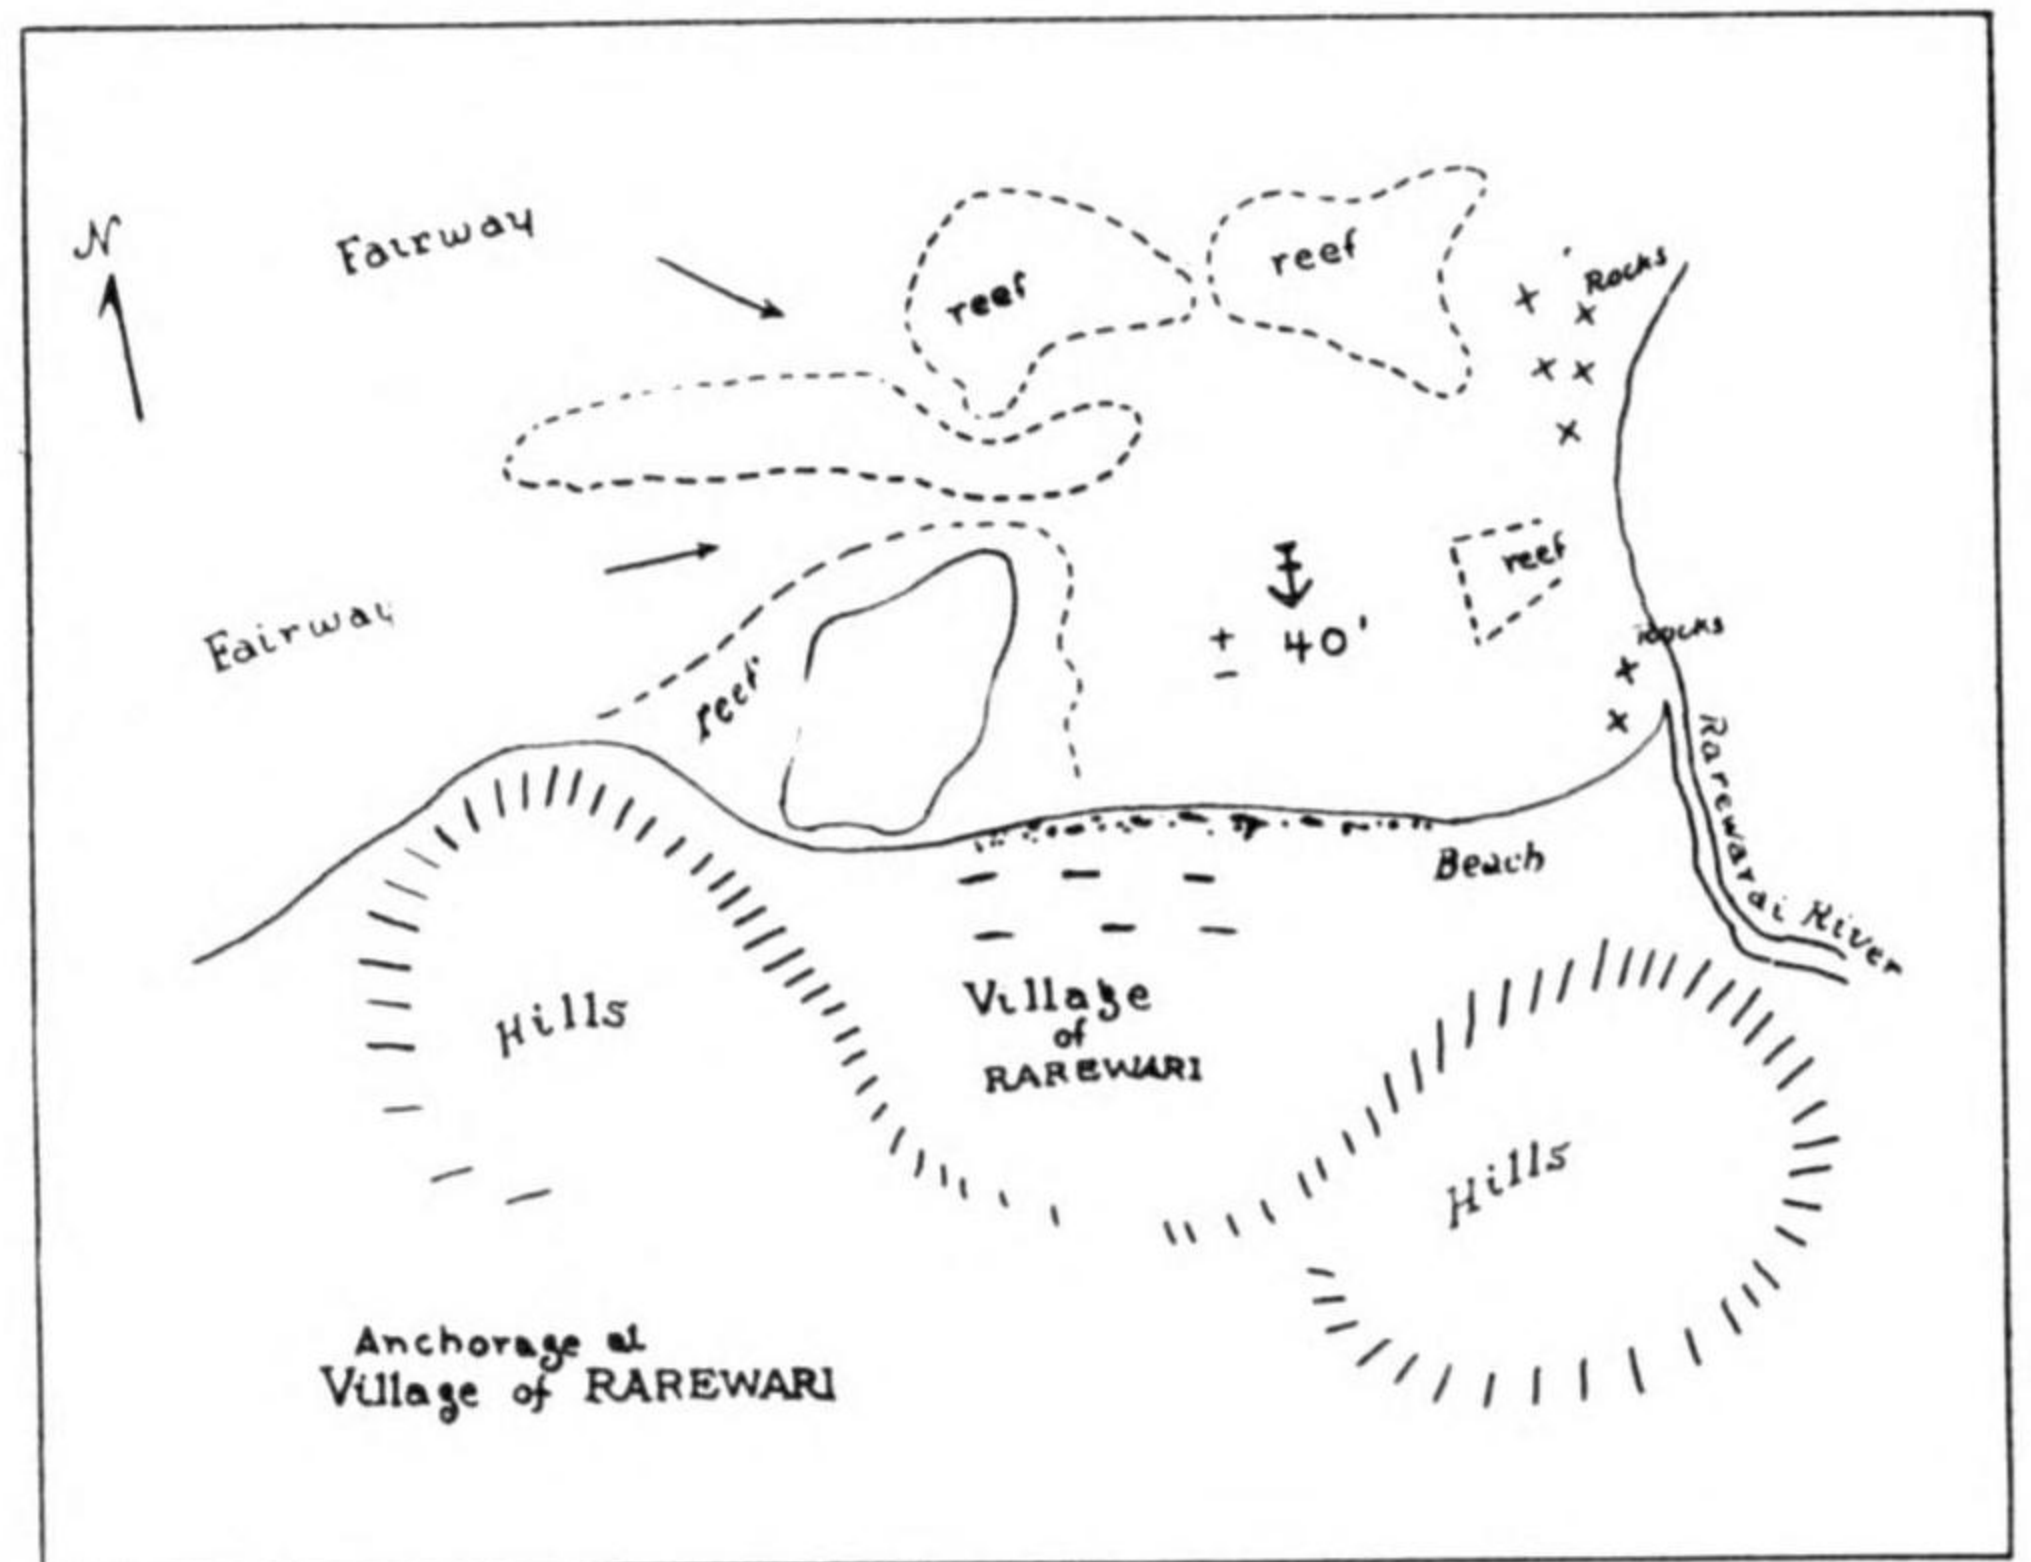 N
Fairway
reef
reef
Rocks
reef
Rocks
± 40'
Fairway
reef
Rarewarai River
Beach
Village
of
RAREWARI
Hills
Hills
Anchorage at
Village of RAREWARI